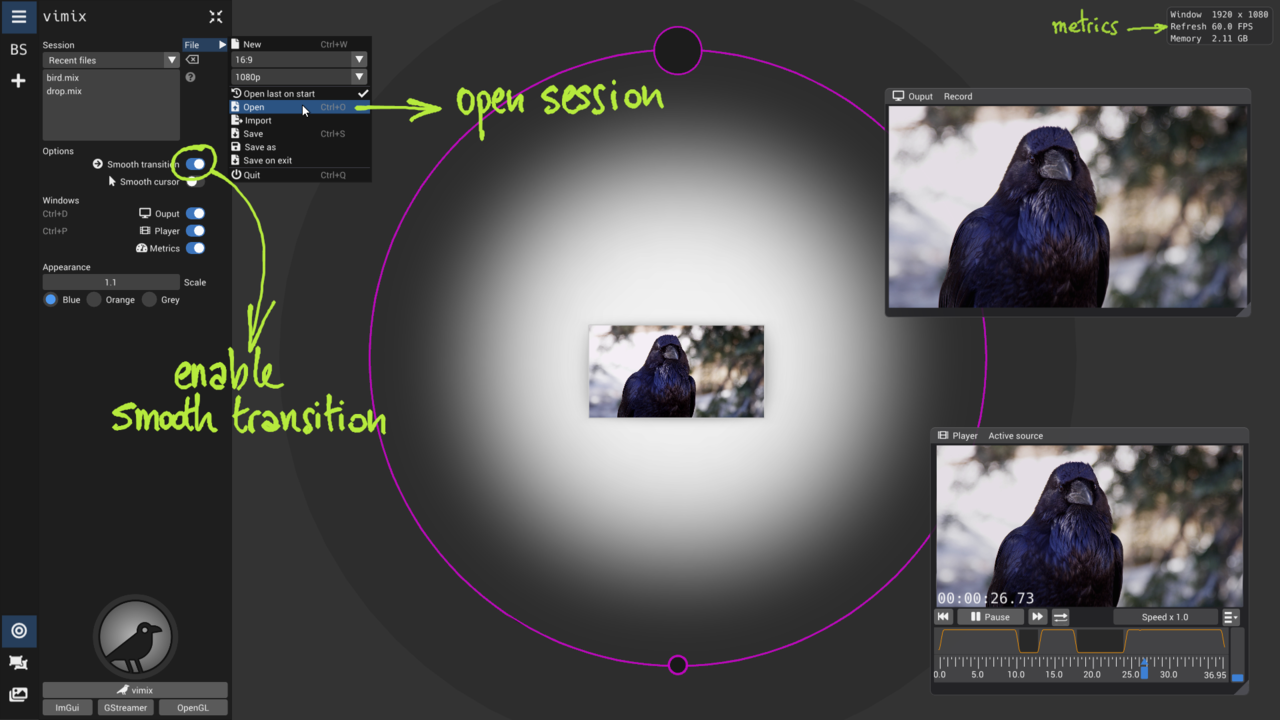 vimix
BS
Session
Recent files
bird.mix
drop.mix
File
New Ctrl+W
16:9
1080p
Open last on start
Open Ctrl+O
Import
Save Ctrl+S
Save as
Save on exit
Quit Ctrl+Q
open session
metrics
Window 1920 x 1080
Refresh 60.0 FPS
Memory 2.11 GB
Options
Smooth transition
Smooth cursor
Windows
Ctrl+D Ouput
Ctrl+P Player
Metrics
Appearance
1.1 Scale
Blue Orange Grey
enable
smooth transition
Ouput Record
Player Active source
00:00:26.73
Pause Speed x 1.0
0.0 5.0 10.0 15.0 20.0 25.0 30.0 36.95
vimix
ImGui GStreamer OpenGL